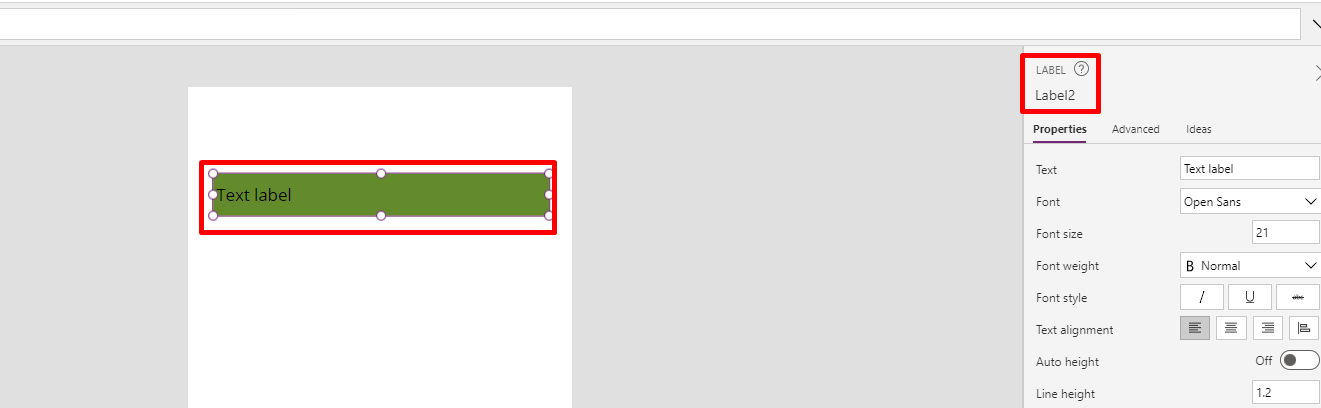 LABEL ?
Label2
Properties Advanced Ideas
Text label
Text Text label
Font Open Sans
Font size 21
Font weight B Normal
Font style / U abc
Text alignment
Auto height Off
Line height 1.2